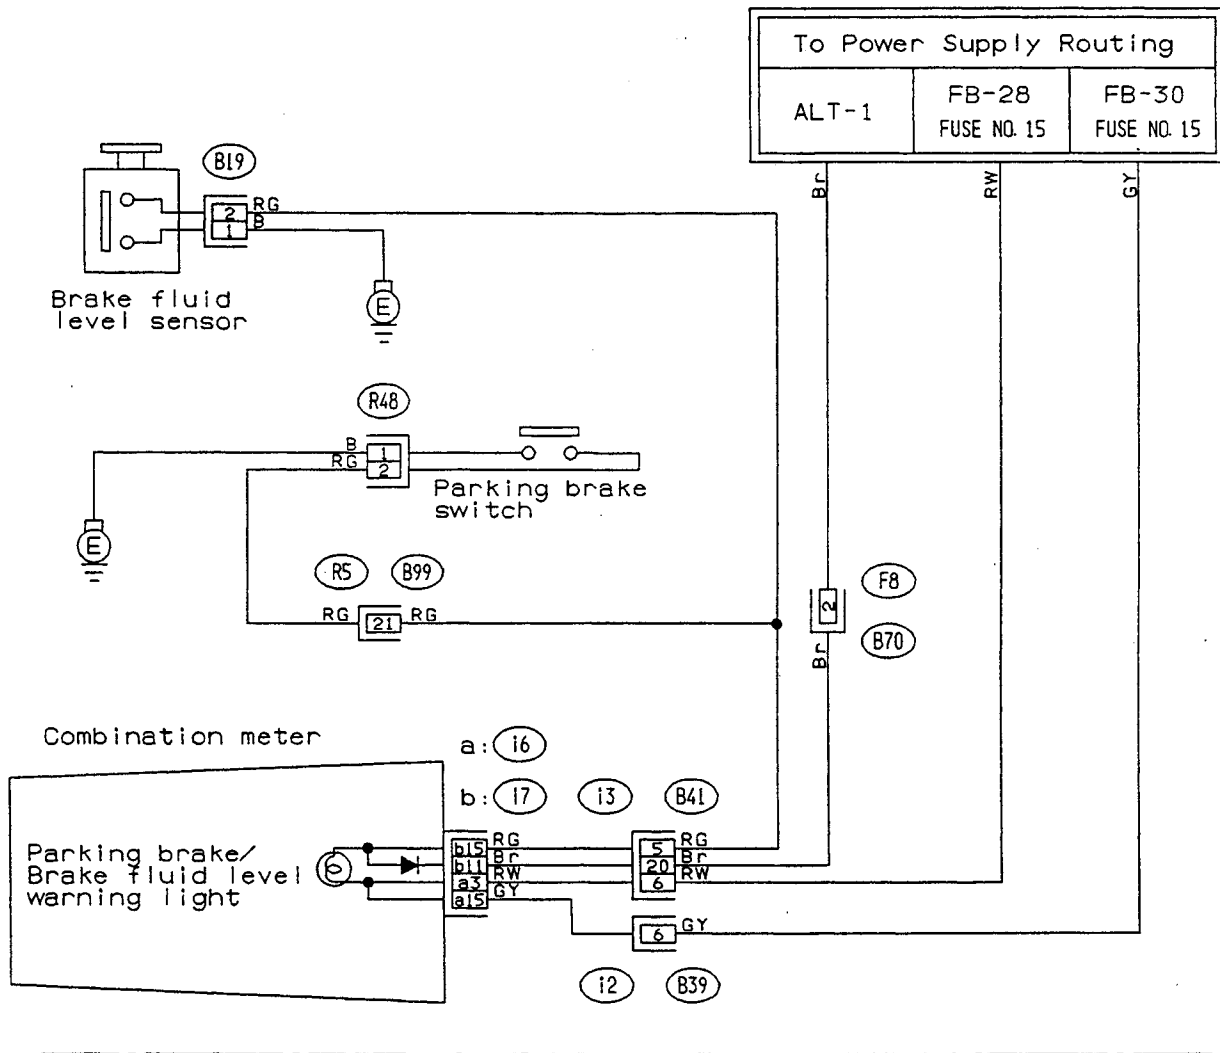 To Power Supply Routing
ALT-1
FB-28
FUSE NO. 15
FB-30
FUSE NO. 15
Br
RW
GY
B19
2
RG
1
B
E
Brake fluid
level sensor
R48
B
1
RG
2
Parking brake
switch
E
R5
B99
RG
21
RG
F8
2
B70
Br
Combination meter
a: i6
b: i7
i3
B41
Parking brake/
Brake fluid level
warning light
b15 RG 5 RG
b11 Br 20 Br
a3 RW 6 RW
a15 GY
6 GY
i2
B39